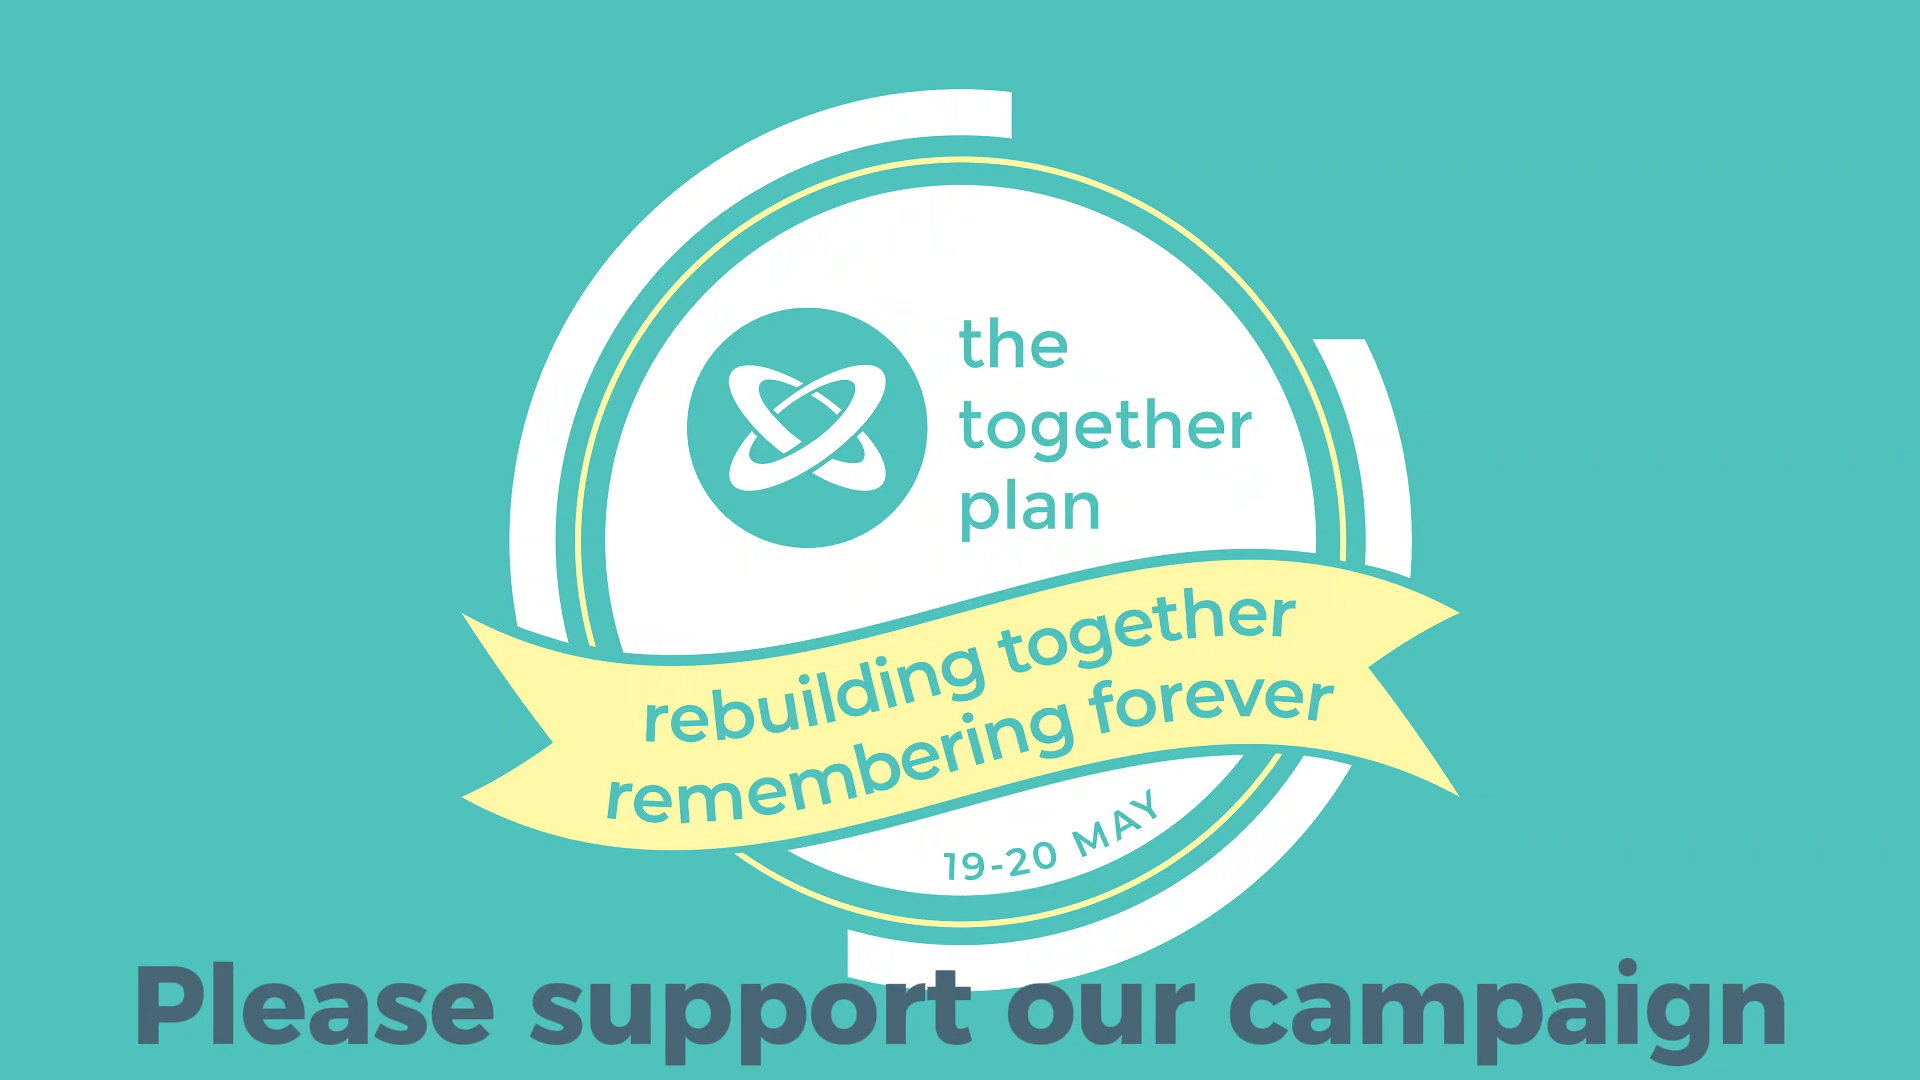 the
together
plan
rebuilding together
remembering forever
19-20 MAY
Please support our campaign